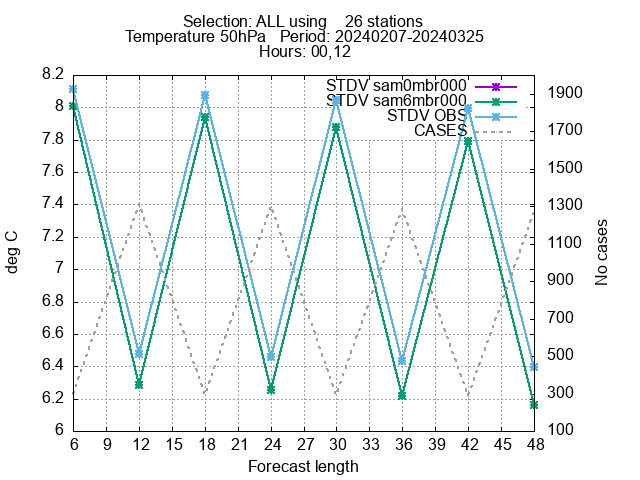 Selection: ALL using    26 stations
Temperature 50hPa   Period: 20240207-20240325
Hours: 00,12
STDV sam0mbr000
STDV sam6mbr000
STDV OBS
CASES
deg C
8.2
8
7.8
7.6
7.4
7.2
7
6.8
6.6
6.4
6.2
6
1900
1700
1500
1300
1100
900
700
500
300
100
No cases
6 9 12 15 18 21 24 27 30 33 36 39 42 45 48
Forecast length